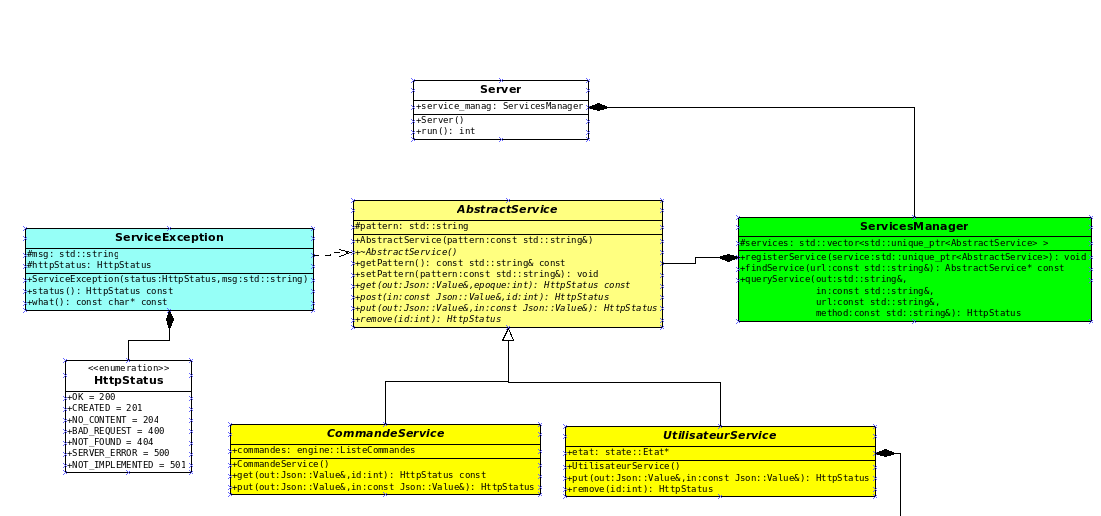 Server
+service_manag: ServicesManager
+Server()
+run(): int
AbstractService
#pattern: std::string
+AbstractService(pattern:const std::string&)
+~AbstractService()
+getPattern(): const std::string& const
+setPattern(pattern:const std::string&): void
+get(out:Json::Value&,epoque:int): HttpStatus const
+post(in:const Json::Value&,id:int): HttpStatus
+put(out:Json::Value&,in:const Json::Value&): HttpStatus
+remove(id:int): HttpStatus
ServicesManager
#services: std::vector<std::unique_ptr<AbstractService> >
+registerService(service:std::unique_ptr<AbstractService>): void
+findService(url:const std::string&): AbstractService* const
+queryService(out:std::string&,
in:const std::string&,
url:const std::string&,
method:const std::string&): HttpStatus
ServiceException
#msg: std::string
#httpStatus: HttpStatus
+ServiceException(status:HttpStatus,msg:std::string)
+status(): HttpStatus const
+what(): const char* const
<<enumeration>>
HttpStatus
+OK = 200
+CREATED = 201
+NO_CONTENT = 204
+BAD_REQUEST = 400
+NOT_FOUND = 404
+SERVER_ERROR = 500
+NOT_IMPLEMENTED = 501
CommandeService
+commandes: engine::ListeCommandes
+CommandeService()
+get(out:Json::Value&,id:int): HttpStatus const
+put(out:Json::Value&,in:const Json::Value&): HttpStatus
UtilisateurService
+etat: state::Etat*
+UtilisateurService()
+put(out:Json::Value&,in:const Json::Value&): HttpStatus
+remove(id:int): HttpStatus